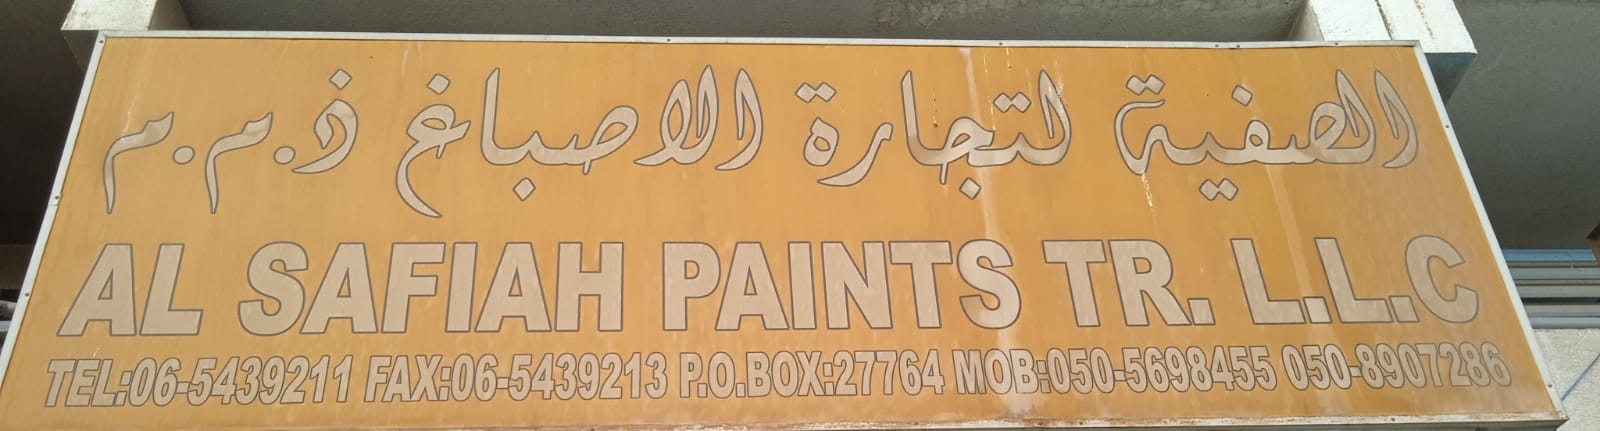 الصفية لتجارة الاصباغ ذ.م.م
AL SAFIAH PAINTS TR. L.L.C
TEL:06-5439211 FAX:06-5439213 P.O.BOX:27764 MOB:050-5698455 050-8907286